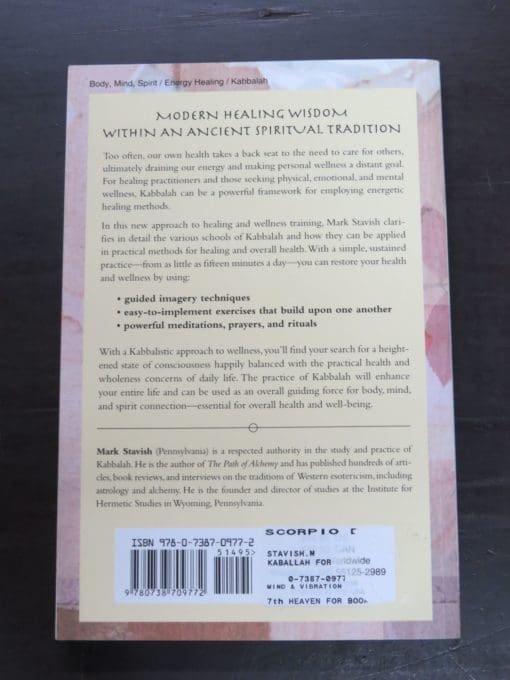 Body, Mind, Spirit / Energy Healing / Kabbalah
MODERN HEALING WISDOM
WITHIN AN ANCIENT SPIRITUAL TRADITION
Too often, our own health takes a back seat to the need to care for others,
ultimately draining our energy and making personal wellness a distant goal.
For healing practitioners and those seeking physical, emotional, and mental
wellness, Kabbalah can be a powerful framework for employing energetic
healing methods.
In this new approach to healing and wellness training, Mark Stavish clari-
fies in detail the various schools of Kabbalah and how they can be applied
in practical methods for healing and overall health. With a simple, sustained
practice—from as little as fifteen minutes a day—you can restore your health
and wellness by using:
• guided imagery techniques
• easy-to-implement exercises that build upon one another
• powerful meditations, prayers, and rituals
With a Kabbalistic approach to wellness, you'll find your search for a height-
ened state of consciousness happily balanced with the practical health and
wholeness concerns of daily life. The practice of Kabbalah will enhance
your entire life and can be used as an overall guiding force for body, mind,
and spirit connection—essential for overall health and well-being.
Mark Stavish (Pennsylvania) is a respected authority in the study and practice of
Kabbalah. He is the author of The Path of Alchemy and has published hundreds of arti-
cles, book reviews, and interviews on the traditions of Western esotericism, including
astrology and alchemy. He is the founder and director of studies at the Institute for
Hermetic Studies in Wyoming, Pennsylvania.
ISBN 978-0-7387-0977-2
51495>
9 780738 709772
SCORPIO
STAVISH.M
KABALLAH FOR
orldwide
55125-2989
0-7387-0977
MIND & VIBRATION
7th HEAVEN FOR BOO